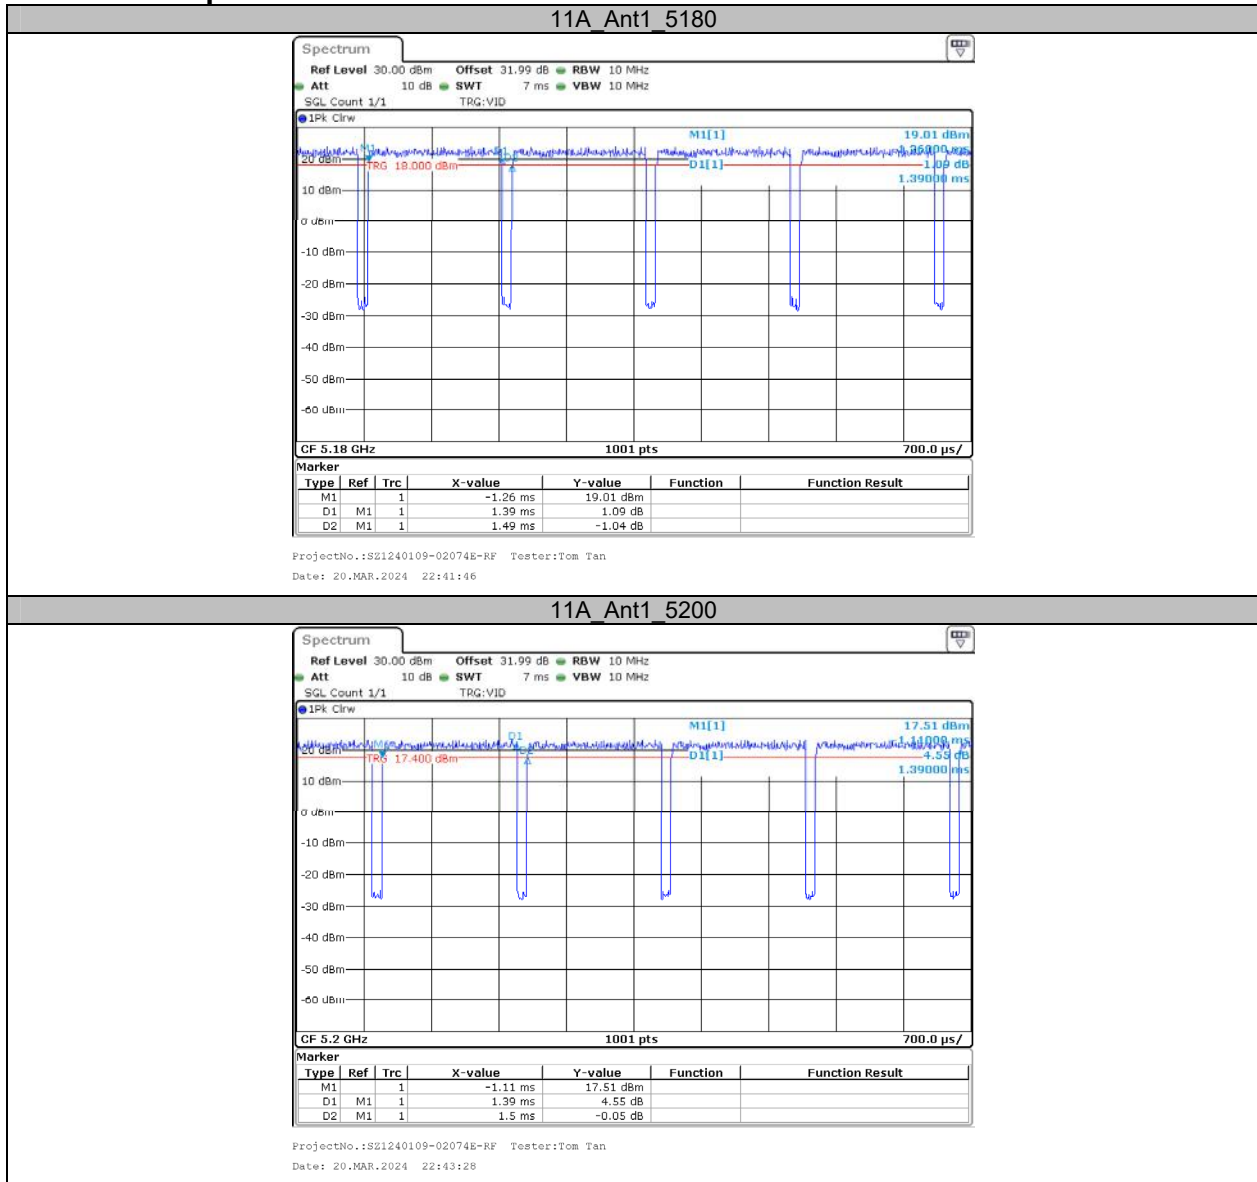 11A_Ant1_5180
Spectrum
Ref Level 30.00 dBm Offset 31.99 dB RBW 10 MHz
Att 10 dB SWT 7 ms VBW 10 MHz
SGL Count 1/1 TRG:VID
1Pk Clrw
M1[1] 19.01 dBm
-1.26000 ms
20 dBm
TRG 18.000 dBm
D1[1] 1.09 dB
1.39000 ms
M1
D1
10 dBm
0 dBm
-10 dBm
-20 dBm
-30 dBm
-40 dBm
-50 dBm
-60 dBm
CF 5.18 GHz 1001 pts 700.0 µs/
Marker
Type Ref Trc X-value Y-value Function Function Result
M1 1 -1.26 ms 19.01 dBm
D1 M1 1 1.39 ms 1.09 dB
D2 M1 1 1.49 ms -1.04 dB
ProjectNo.:SZ1240109-02074E-RF Tester:Tom Tan
Date: 20.MAR.2024 22:41:46
11A_Ant1_5200
Spectrum
Ref Level 30.00 dBm Offset 31.99 dB RBW 10 MHz
Att 10 dB SWT 7 ms VBW 10 MHz
SGL Count 1/1 TRG:VID
1Pk Clrw
M1[1] 17.51 dBm
-1.11000 ms
D1
20 dBm
M1
D2
TRG 17.400 dBm
D1[1] 4.55 dB
1.39000 ms
10 dBm
0 dBm
-10 dBm
-20 dBm
-30 dBm
-40 dBm
-50 dBm
-60 dBm
CF 5.2 GHz 1001 pts 700.0 µs/
Marker
Type Ref Trc X-value Y-value Function Function Result
M1 1 -1.11 ms 17.51 dBm
D1 M1 1 1.39 ms 4.55 dB
D2 M1 1 1.5 ms -0.05 dB
ProjectNo.:SZ1240109-02074E-RF Tester:Tom Tan
Date: 20.MAR.2024 22:43:28